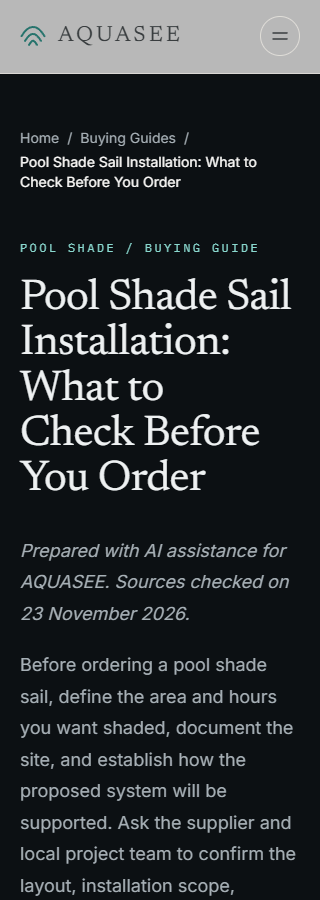 AQUASEE
Home / Buying Guides /
Pool Shade Sail Installation: What to
Check Before You Order
POOL SHADE / BUYING GUIDE
Pool Shade Sail
Installation:
What to
Check Before
You Order
Prepared with AI assistance for
AQUASEE. Sources checked on
23 November 2026.
Before ordering a pool shade
sail, define the area and hours
you want shaded, document the
site, and establish how the
proposed system will be
supported. Ask the supplier and
local project team to confirm the
layout, installation scope,